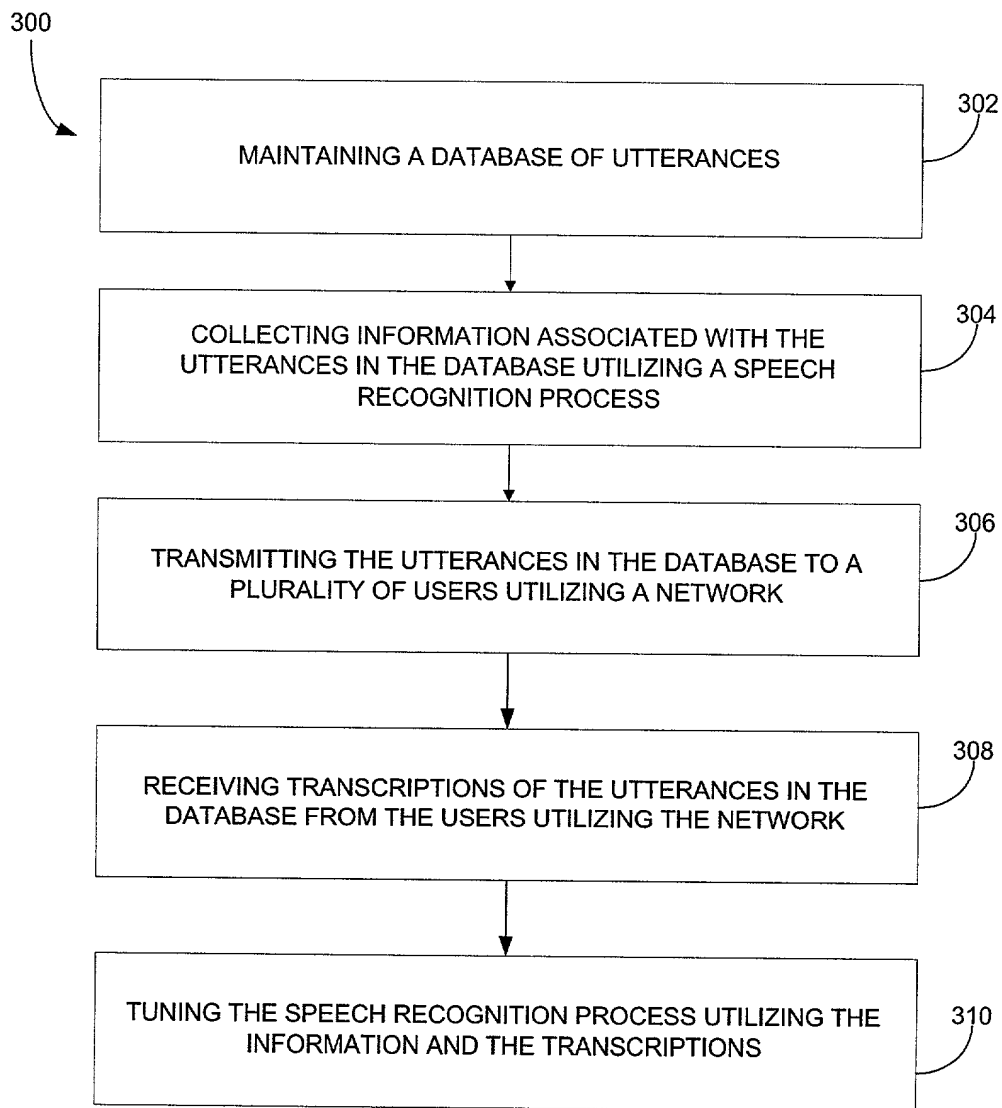 300
302
MAINTAINING A DATABASE OF UTTERANCES
304
COLLECTING INFORMATION ASSOCIATED WITH THE
UTTERANCES IN THE DATABASE UTILIZING A SPEECH
RECOGNITION PROCESS
306
TRANSMITTING THE UTTERANCES IN THE DATABASE TO A
PLURALITY OF USERS UTILIZING A NETWORK
308
RECEIVING TRANSCRIPTIONS OF THE UTTERANCES IN THE
DATABASE FROM THE USERS UTILIZING THE NETWORK
310
TUNING THE SPEECH RECOGNITION PROCESS UTILIZING THE
INFORMATION AND THE TRANSCRIPTIONS